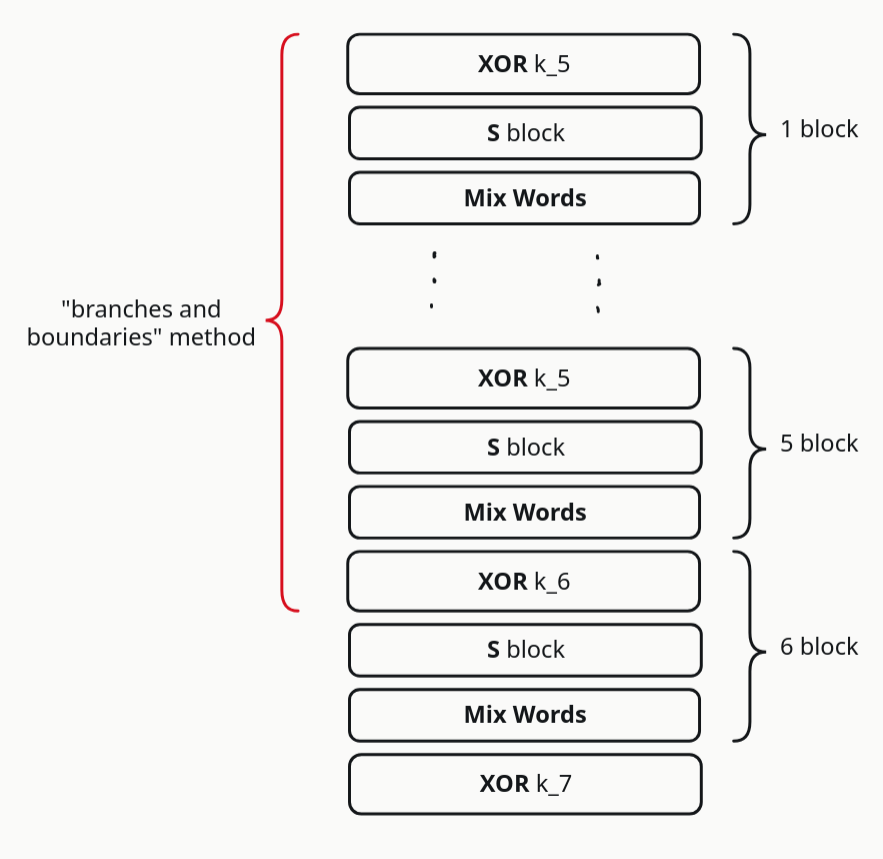 XOR k_5
S block
1 block
Mix Words
"branches and
boundaries" method
XOR k_5
S block
5 block
Mix Words
XOR k_6
S block
6 block
Mix Words
XOR k_7